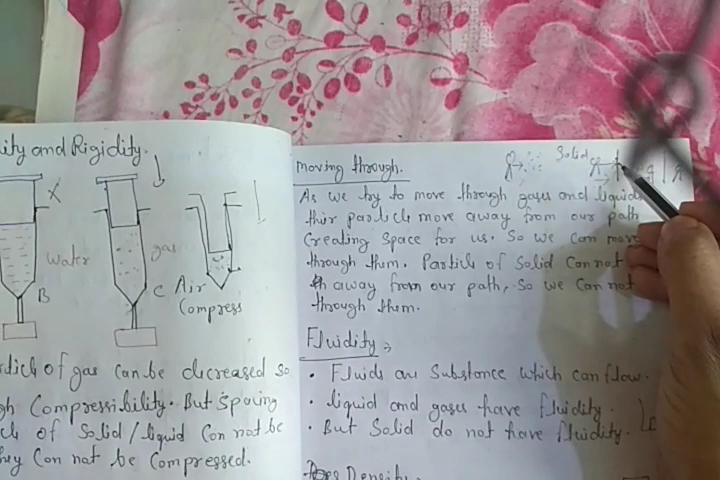 ity and Rigidity.
X
water
B
gas
C
Air
Compress
rticle of gas can be decreased so
gh Compressibility. But Spacing
cle of Solid/liquid Can not be
hey Can not be Compressed.
moving through.
Solid
As we try to move through gases and liquids
thir particle move away from our path
Creating Space for us. So we can move
through them. Particle of Solid Can not
away from our path, So we Can not
through them.
Fluidity
• Fluids are Substance which can flow.
• liquid and gases have fluidity.
• But Solid do not have fluidity.
Density.